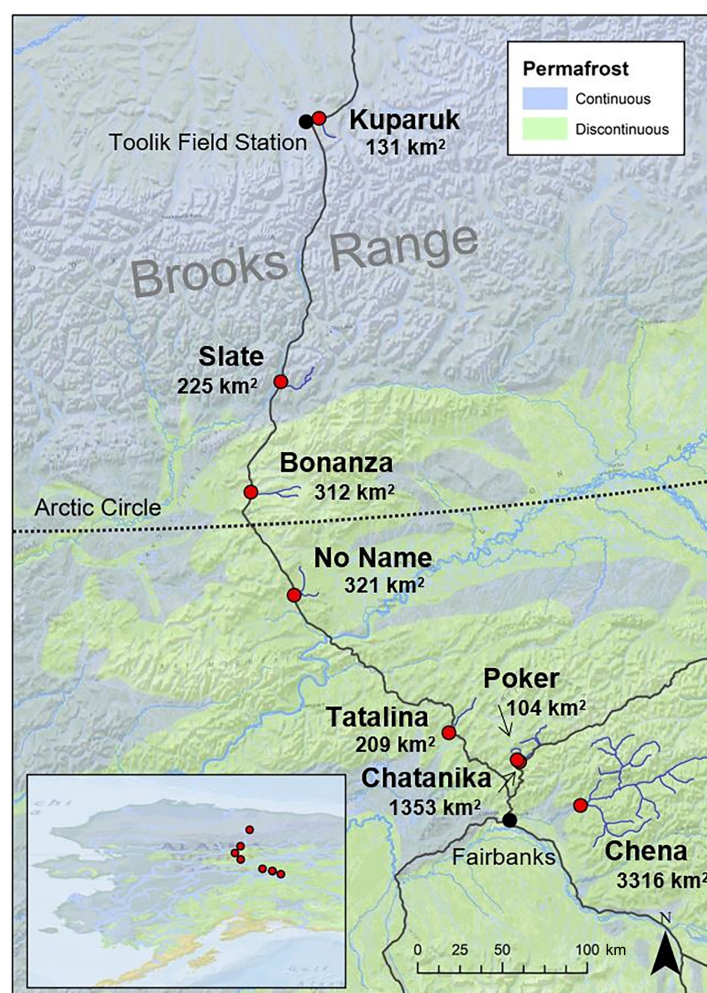 Permafrost
Continuous
Discontinuous
Kuparuk
131 km²
Toolik Field Station
Brooks Range
Slate
225 km²
Bonanza
312 km²
Arctic Circle
No Name
321 km²
Poker
104 km²
Tatalina
209 km²
Chatanika
1353 km²
Fairbanks
Chena
3316 km²
N
0 25 50 100 km